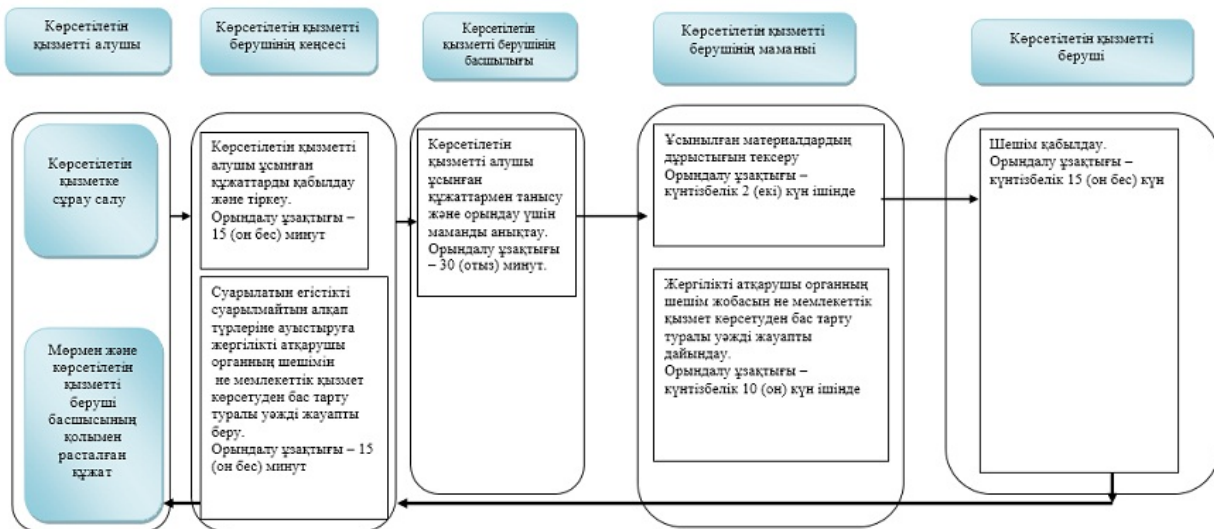 Көрсетілетін
қызметті алушы
Көрсетілетін қызметті
берушінің кеңсесі
Көрсетілетін
қызметті берушінің
басшылығы
Көрсетілетін қызметті
берушінің маманыі
Көрсетілетін қызметті
беруші
Көрсетілетін
қызметке
сұрау салу
Мөрмен және
көрсетілетін
қызметті
беруші
басшысының
қолымен
расталған
құжат
Көрсетілетін қызметті
алушы ұсынған
құжаттарды қабылдау
және тіркеу.
Орындалу ұзақтығы –
15 (он бес) минут
Суарылатын егістікті
суарылмайтын алқап
түрлеріне ауыстыруға
жергілікті атқарушы
органның шешімін
не мемлекеттік қызмет
көрсетуден бас тарту
туралы уәжді жауапты
беру.
Орындалу ұзақтығы – 15
(он бес) минут
Көрсетілетін
қызметті алушы
ұсынған
құжаттармен танысу
және орындау үшін
маманды анықтау.
Орындалу ұзақтығы
– 30 (отыз) минут.
Ұсынылған материалдардың
дұрыстығын тексеру
Орындалу ұзақтығы –
күнтізбелік 2 (екі) күн ішінде
Жергілікті атқарушы органның
шешім жобасын не мемлекеттік
қызмет көрсетуден бас тарту
туралы уәжді жауапты
дайындау.
Орындалу ұзақтығы –
күнтізбелік 10 (он) күн ішінде
Шешім қабылдау.
Орындалу ұзақтығы –
күнтізбелік 15 (он бес) күн